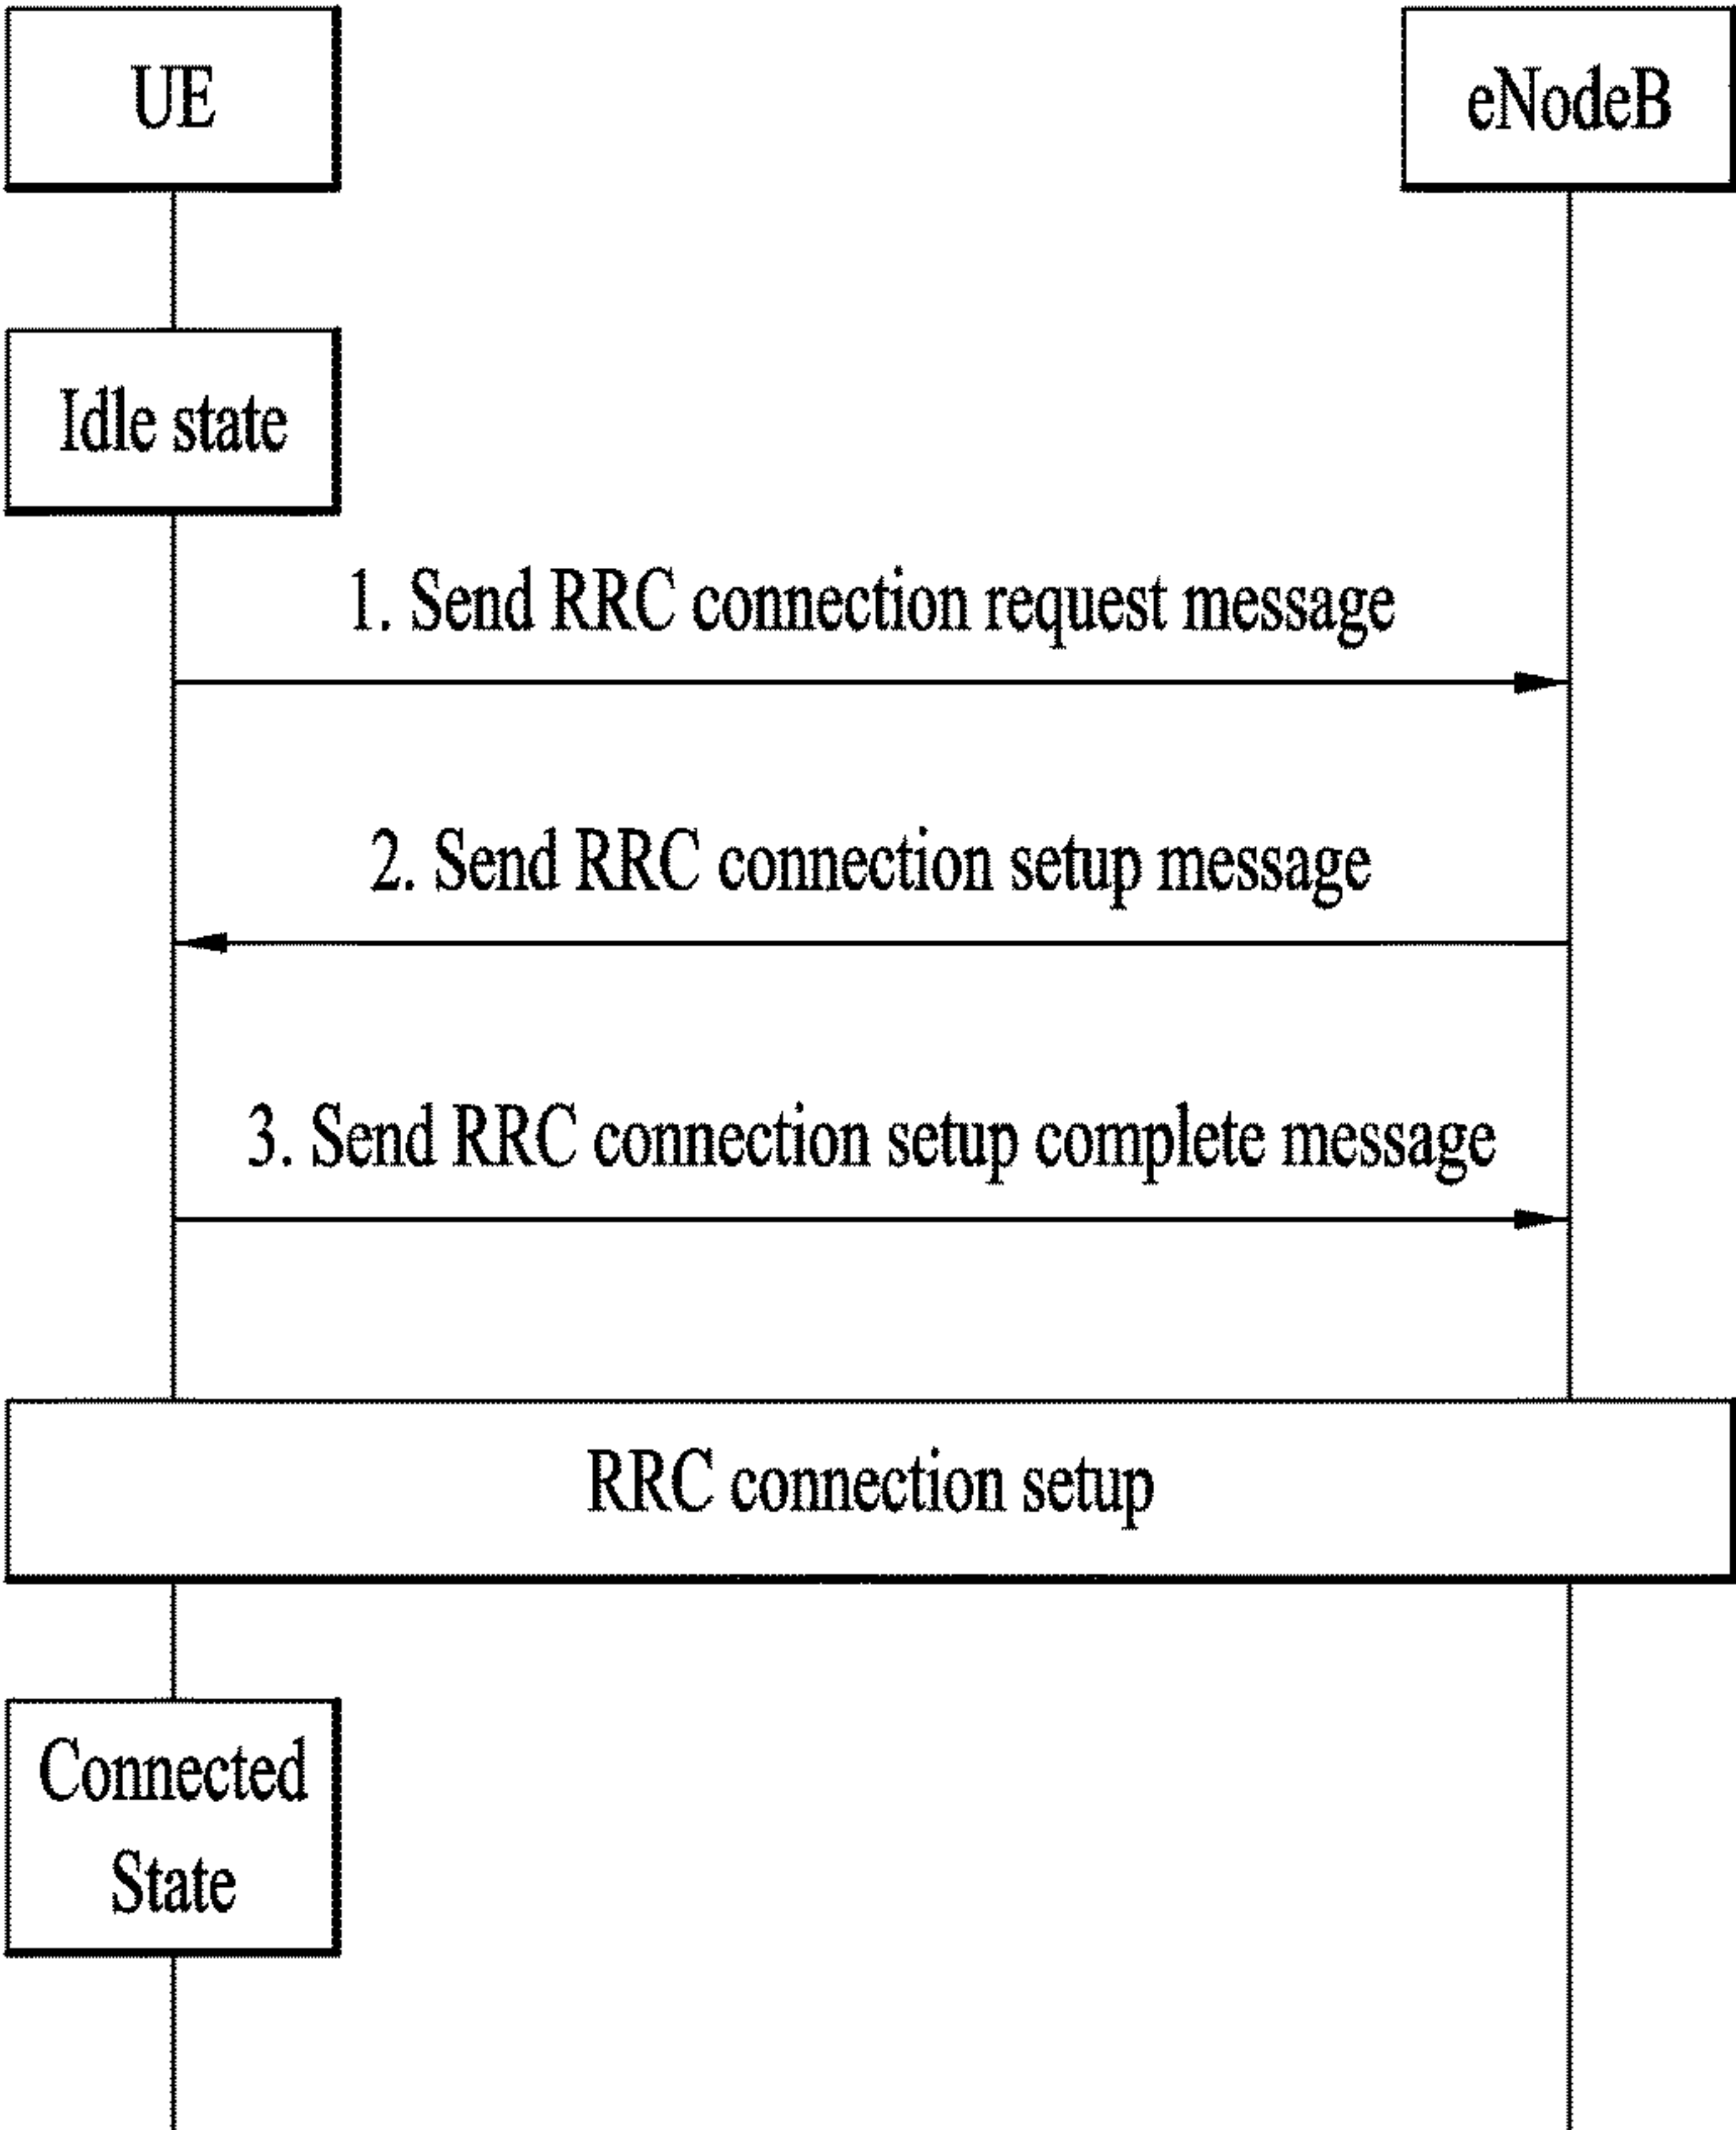 UE
eNodeB
Idle state
1. Send RRC connection request message
2. Send RRC connection setup message
3. Send RRC connection setup complete message
RRC connection setup
Connected
State